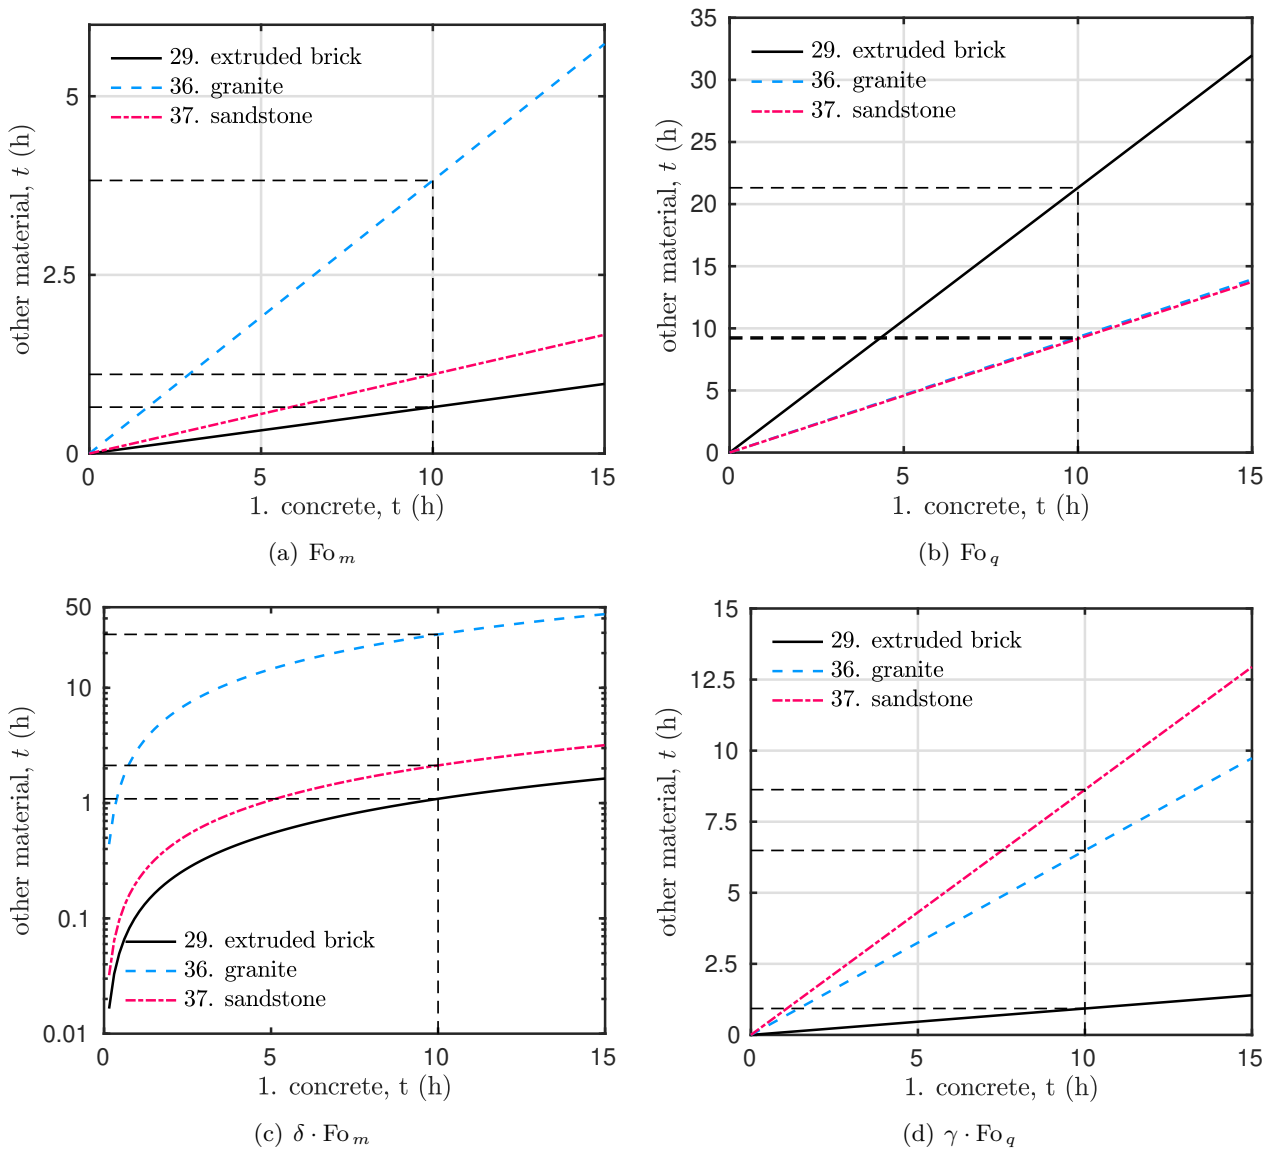 29. extruded brick
36. granite
37. sandstone
other material, t (h)
5
2.5
0
0 5 10 15
1. concrete, t (h)
(a) Fo m
35
30
25
20
15
10
5
0
29. extruded brick
36. granite
37. sandstone
other material, t (h)
0 5 10 15
1. concrete, t (h)
(b) Fo q
50
10
1
0.1
0.01
other material, t (h)
29. extruded brick
36. granite
37. sandstone
0 5 10 15
1. concrete, t (h)
(c) δ · Fo m
15
12.5
10
7.5
5
2.5
0
29. extruded brick
36. granite
37. sandstone
other material, t (h)
0 5 10 15
1. concrete, t (h)
(d) γ · Fo q